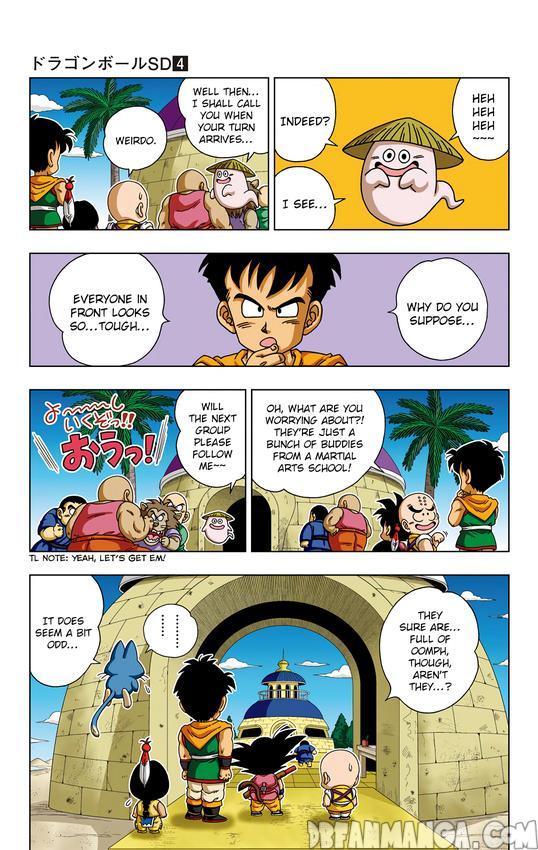 ドラゴンボールSD4
HEH
HEH
HEH
~~~
INDEED?
I SEE...
WELL THEN...
I SHALL CALL
YOU WHEN
YOUR TURN
ARRIVES...
WEIRDO.
WHY DO YOU
SUPPOSE...
EVERYONE IN
FRONT LOOKS
SO...TOUGH...
OH, WHAT ARE YOU
WORRYING ABOUT?!
THEY'RE JUST A
BUNCH OF BUDDIES
FROM A MARTIAL
ARTS SCHOOL!
WILL
THE NEXT
GROUP
PLEASE
FOLLOW
ME~~
よ〜〜〜し
いくぞっ!!
おうっ!
TL NOTE: YEAH, LET'S GET EM!
THEY
SURE ARE...
FULL OF
OOMPH,
THOUGH,
AREN'T
THEY...?
............
IT DOES
SEEM A BIT
ODD...
DBFANMANGA.COM